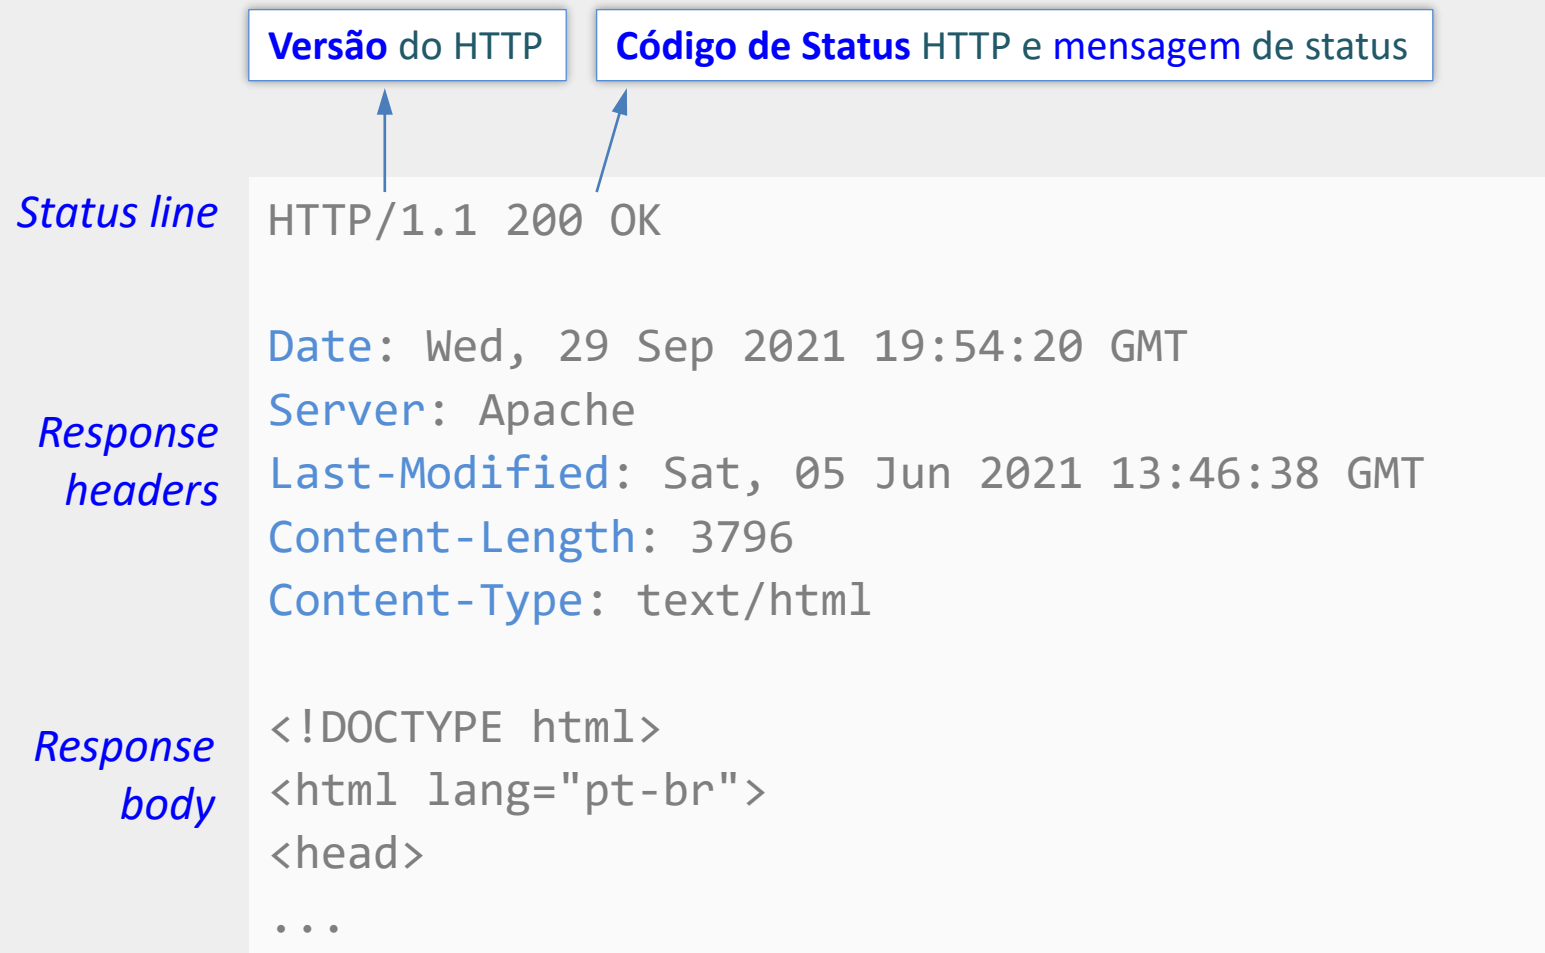 Versão do HTTP
Código de Status HTTP e mensagem de status
Status line
HTTP/1.1 200 OK
Response
headers
Date: Wed, 29 Sep 2021 19:54:20 GMT
Server: Apache
Last-Modified: Sat, 05 Jun 2021 13:46:38 GMT
Content-Length: 3796
Content-Type: text/html
Response
body
<!DOCTYPE html>
<html lang="pt-br">
<head>
...